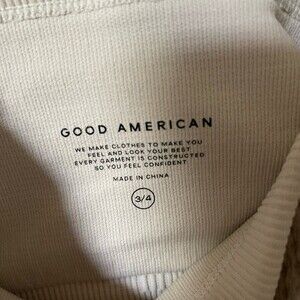 GOOD AMERICAN
WE MAKE CLOTHES TO MAKE YOU
FEEL AND LOOK YOUR BEST
EVERY GARMENT IS CONSTRUCTED
SO YOU FEEL CONFIDENT
MADE IN CHINA
3/4